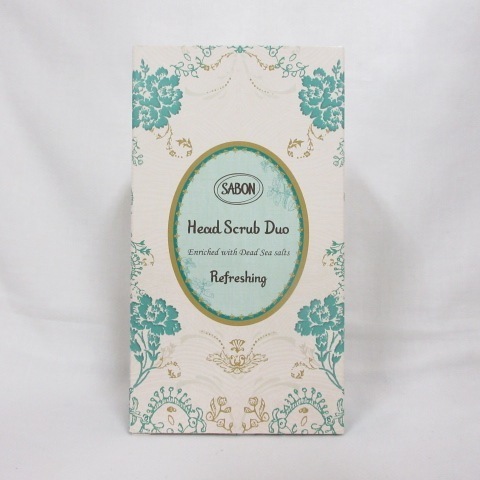 SABON
Head Scrub Duo
Enriched with Dead Sea salts
Refreshing